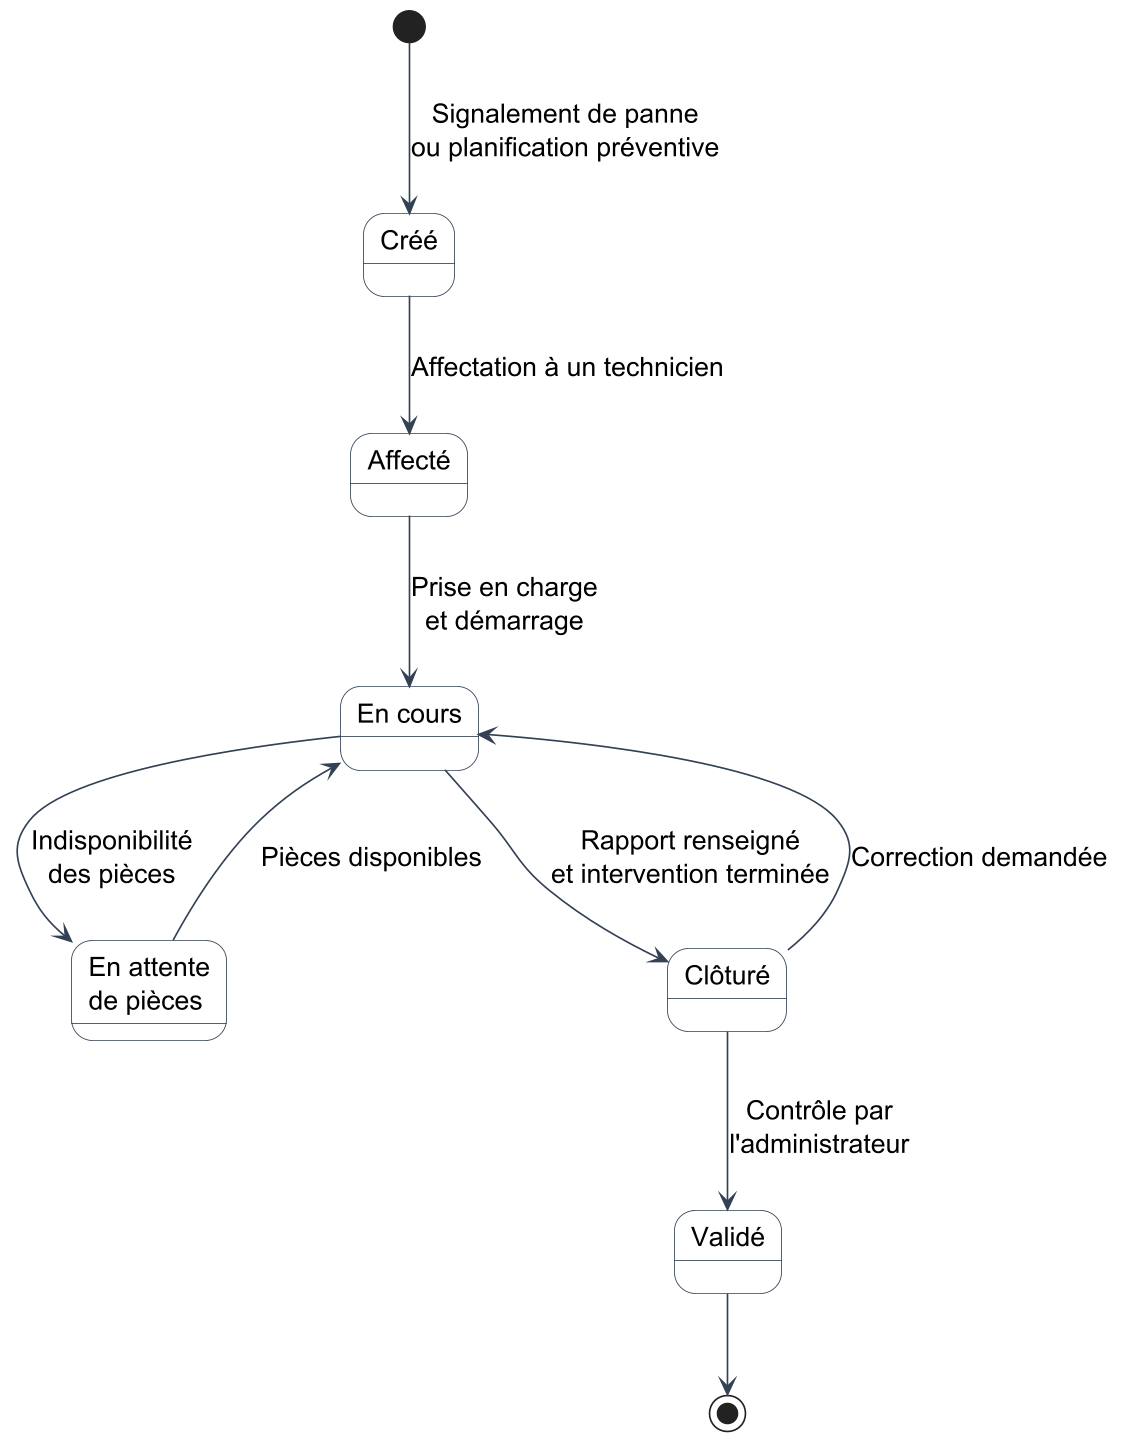 Signalement de panne
ou planification préventive
Créé
Affectation à un technicien
Affecté
Prise en charge
et démarrage
En cours
Indisponibilité
des pièces
Pièces disponibles
Rapport renseigné
et intervention terminée
Correction demandée
En attente
de pièces
Clôturé
Contrôle par
l'administrateur
Validé